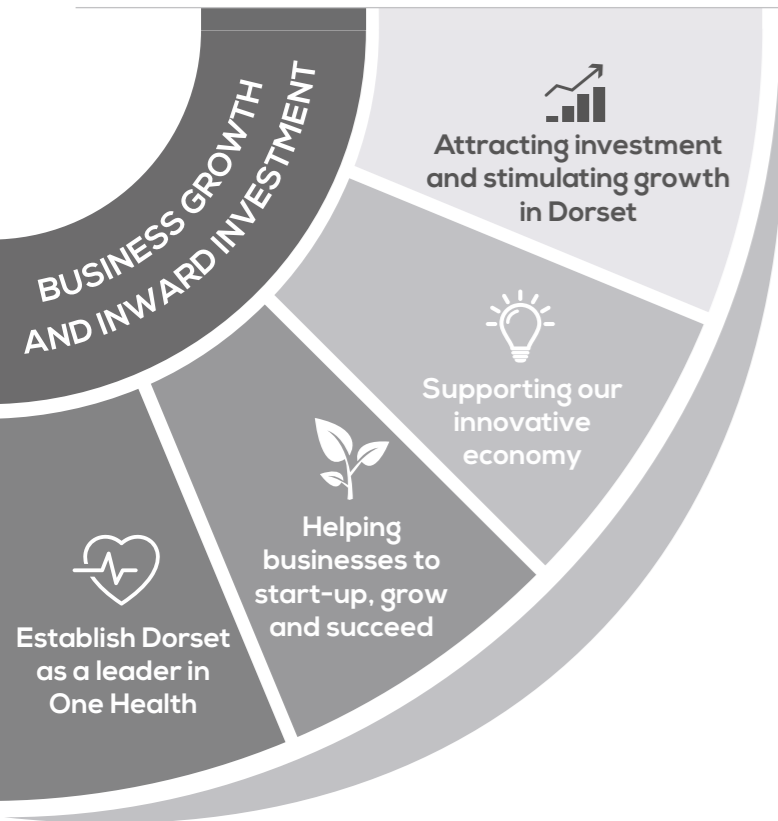 BUSINESS GROWTH
AND INWARD INVESTMENT
Attracting investment
and stimulating growth
in Dorset
Supporting our
innovative
economy
Helping
businesses to
start-up, grow
and succeed
Establish Dorset
as a leader in
One Health